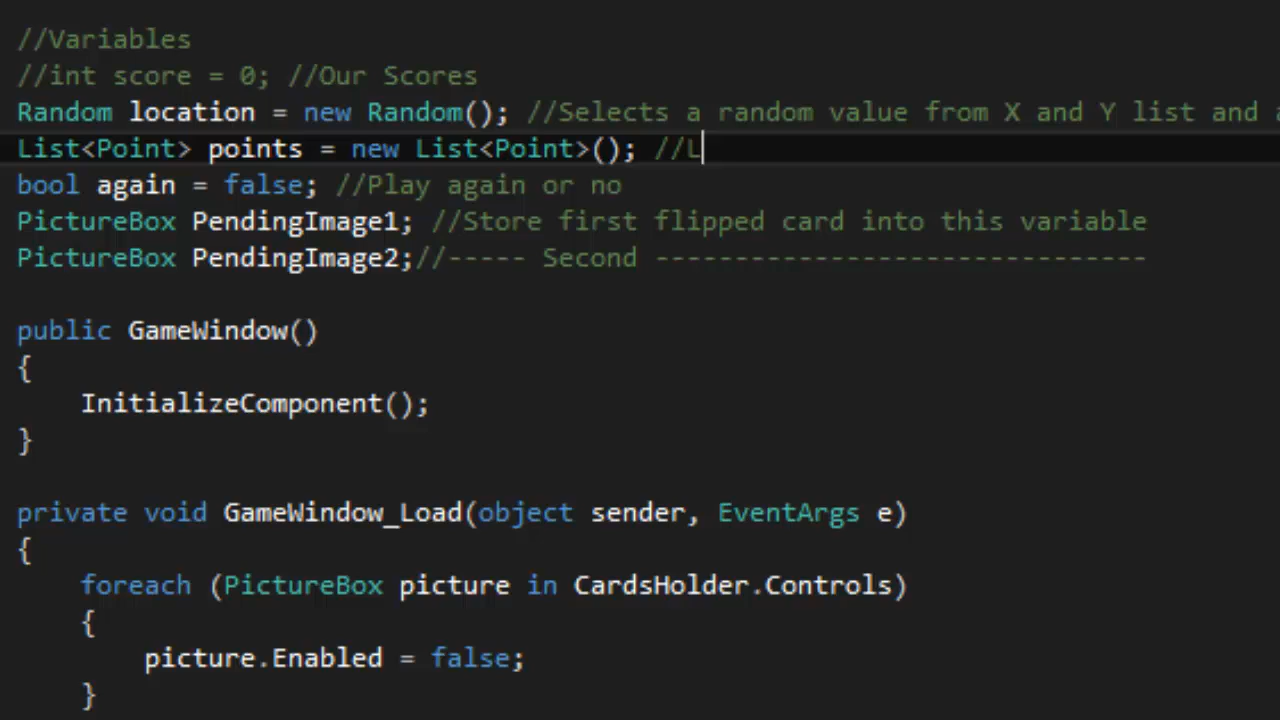 //Variables
//int score = 0; //Our Scores
Random location = new Random(); //Selects a random value from X and Y list and
List<Point> points = new List<Point>(); //L
bool again = false; //Play again or no
PictureBox PendingImage1; //Store first flipped card into this variable
PictureBox PendingImage2;//----- Second -------------------------------
public GameWindow()
{
InitializeComponent();
}
private void GameWindow_Load(object sender, EventArgs e)
{
foreach (PictureBox picture in CardsHolder.Controls)
{
picture.Enabled = false;
}